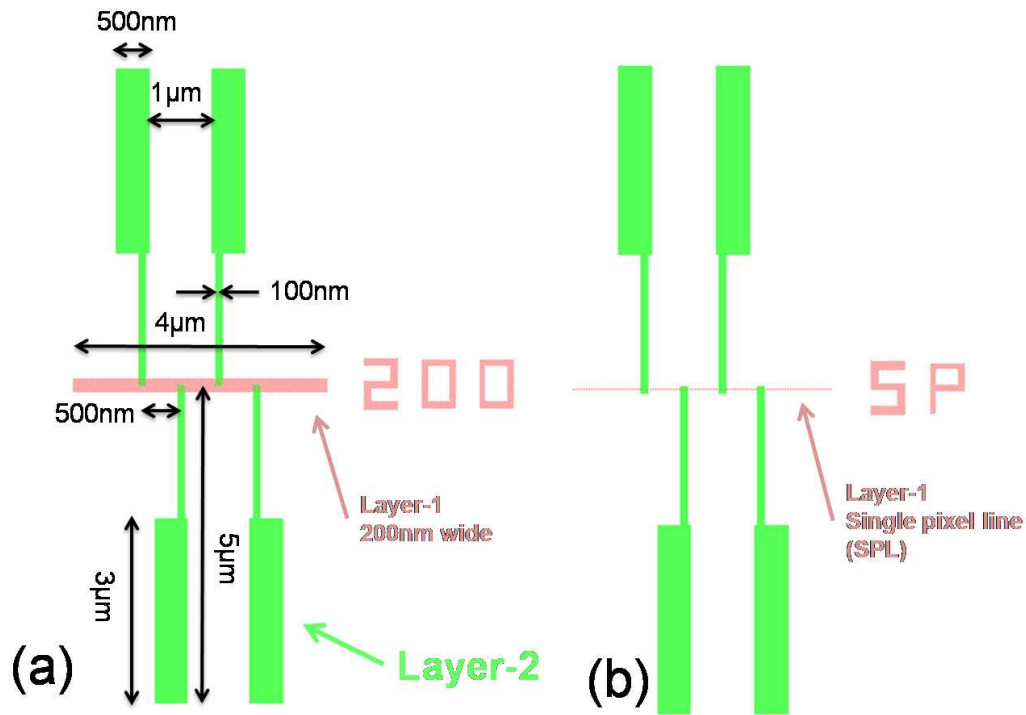 500nm
1µm
100nm
4µm
200
SP
500nm
Layer-1
200nm wide
Layer-1
Single pixel line
(SPL)
3µm
5µm
(a)
Layer-2
(b)